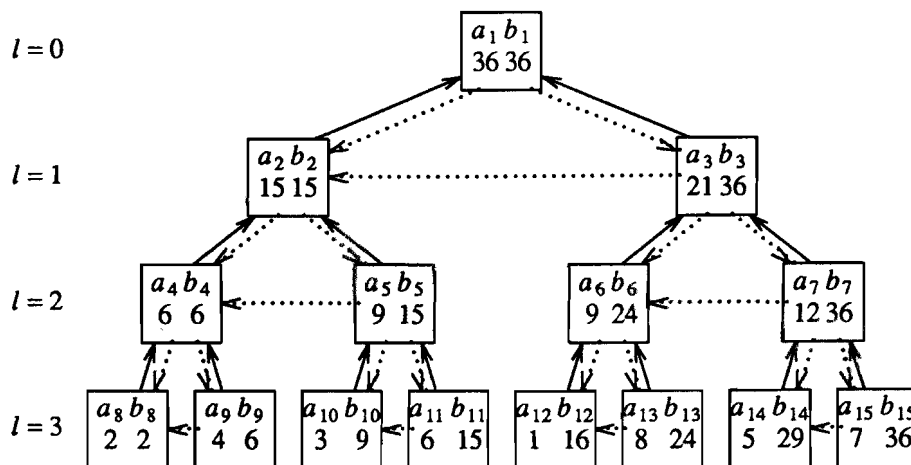 l = 0
a₁ b₁
36 36
l = 1
a₂ b₂
15 15
a₃ b₃
21 36
l = 2
a₄ b₄
6 6
a₅ b₅
9 15
a₆ b₆
9 24
a₇ b₇
12 36
l = 3
a₈ b₈
2 2
a₉ b₉
4 6
a₁₀ b₁₀
3 9
a₁₁ b₁₁
6 15
a₁₂ b₁₂
1 16
a₁₃ b₁₃
8 24
a₁₄ b₁₄
5 29
a₁₅ b₁₅
7 36